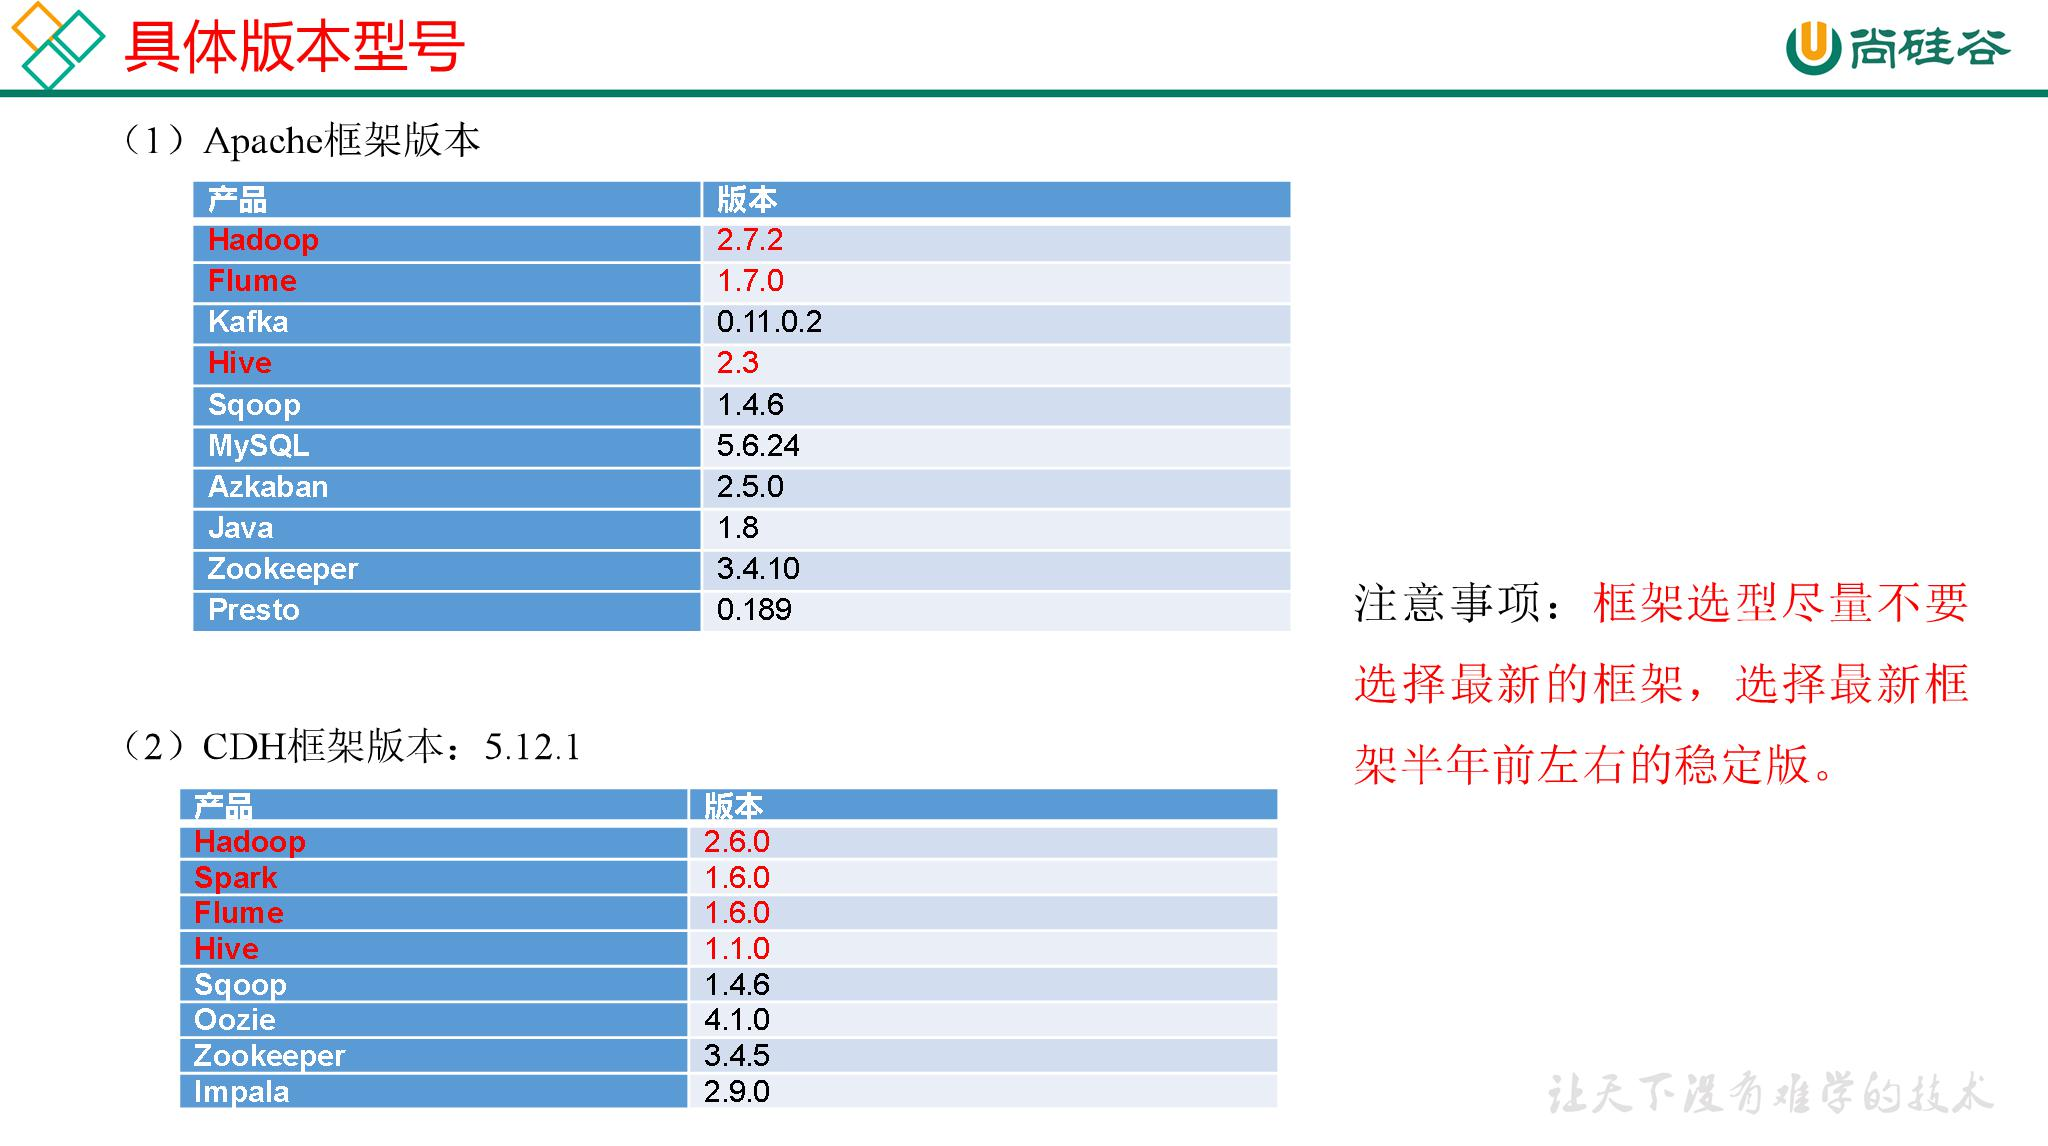 具体版本型号
尚硅谷
（1）Apache框架版本
产品 版本
Hadoop 2.7.2
Flume 1.7.0
Kafka 0.11.0.2
Hive 2.3
Sqoop 1.4.6
MySQL 5.6.24
Azkaban 2.5.0
Java 1.8
Zookeeper 3.4.10
Presto 0.189
注意事项：框架选型尽量不要
选择最新的框架，选择最新框
架半年前左右的稳定版。
（2）CDH框架版本：5.12.1
产品 版本
Hadoop 2.6.0
Spark 1.6.0
Flume 1.6.0
Hive 1.1.0
Sqoop 1.4.6
Oozie 4.1.0
Zookeeper 3.4.5
Impala 2.9.0
让天下没有难学的技术